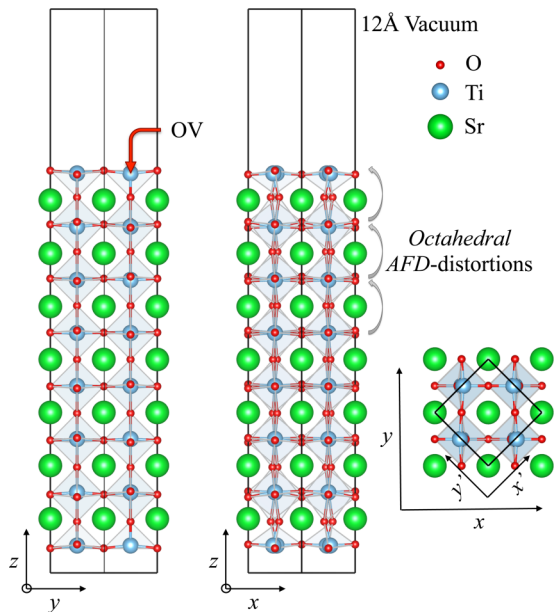 12Å Vacuum
O
Ti
Sr
OV
Octahedral
AFD-distortions
z
y
z
x
y
y'
x'
x